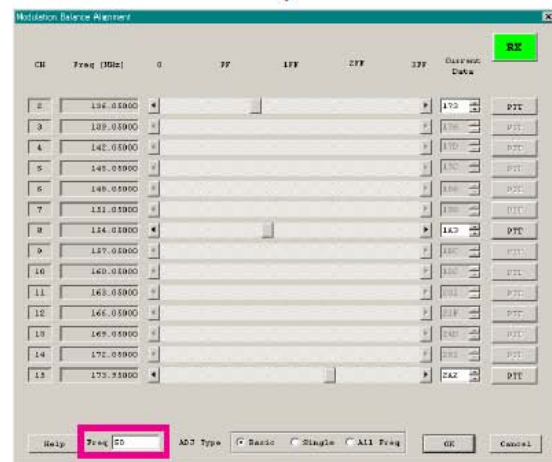 Modulation Balance Alignment
RX
CH Freq [MHz] 0 FF 1FF 2FF 3FF Current Data
2 136.05000 173 PTT
3 139.05000 PTT
4 142.05000 PTT
5 145.05000 PTT
6 148.05000 PTT
7 151.05000 PTT
8 154.05000 1A3 PTT
9 157.05000 PTT
10 160.05000 PTT
11 163.05000 PTT
12 166.05000 PTT
13 169.05000 PTT
14 172.05000 PTT
15 173.95000 2A2 PTT
Help Freq 50 ADJ Type Basic Single All Freq OK Cancel